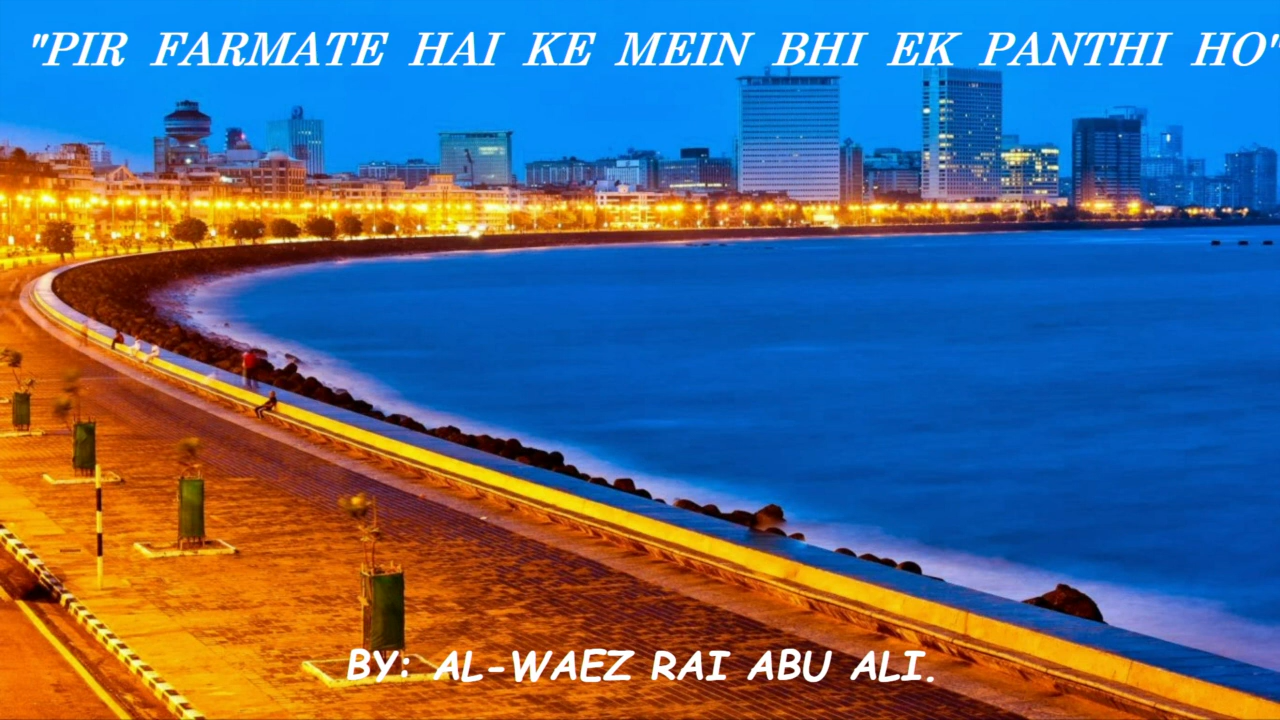 "PIR FARMATE HAI KE MEIN BHI EK PANTHI HO"
BY: AL-WAEZ RAI ABU ALI.